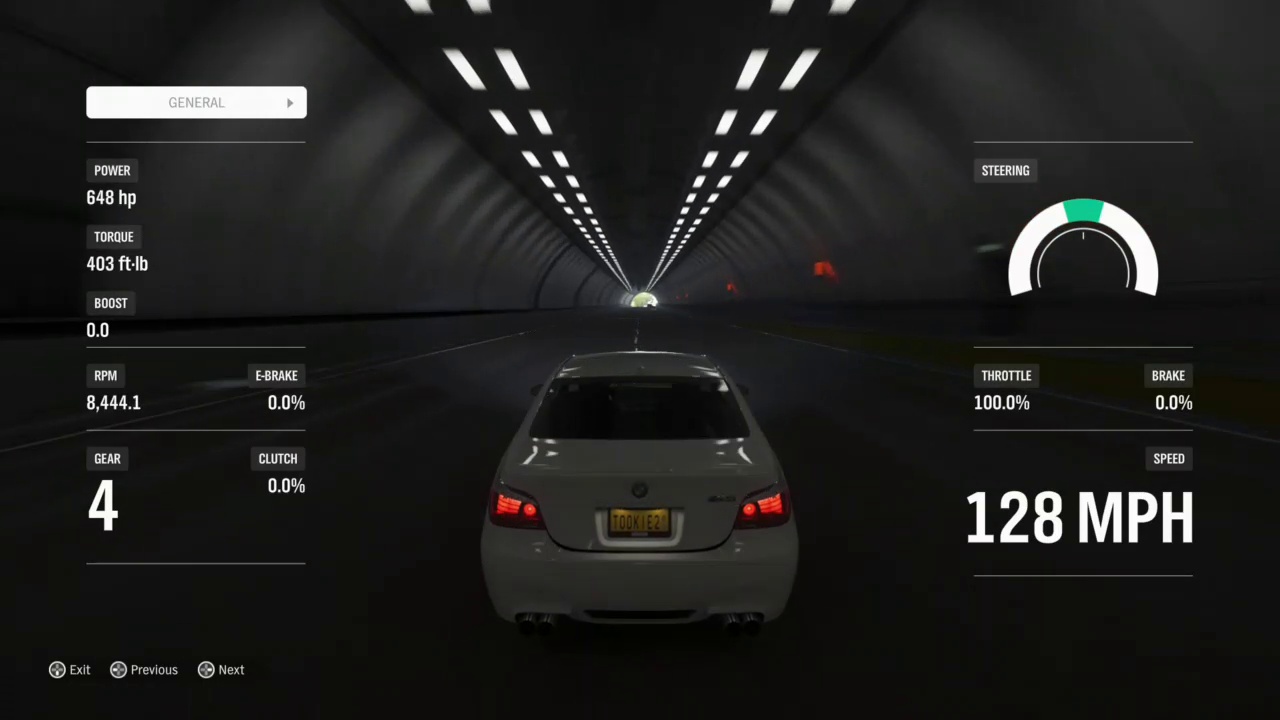 GENERAL
POWER
648 hp
TORQUE
403 ft·lb
BOOST
0.0
RPM
E-BRAKE
8,444.1
0.0%
GEAR
CLUTCH
4
0.0%
STEERING
THROTTLE
BRAKE
100.0%
0.0%
SPEED
128 MPH
TOOKIE2
Exit
Previous
Next